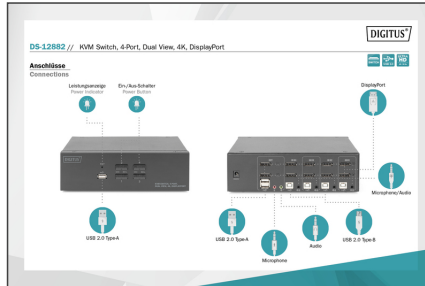 DIGITUS®
DS-12882 // KVM Switch, 4-Port, Dual View, 4K, DisplayPort
Anschlüsse
Connections
Leistungsanzeige
Power Indicator
Ein-/Aus-Schalter
Power Button
DisplayPort
DIGITUS
Microphone/Audio
USB 2.0 Type-A
USB 2.0 Type-A
Microphone
Audio
USB 2.0 Type-B